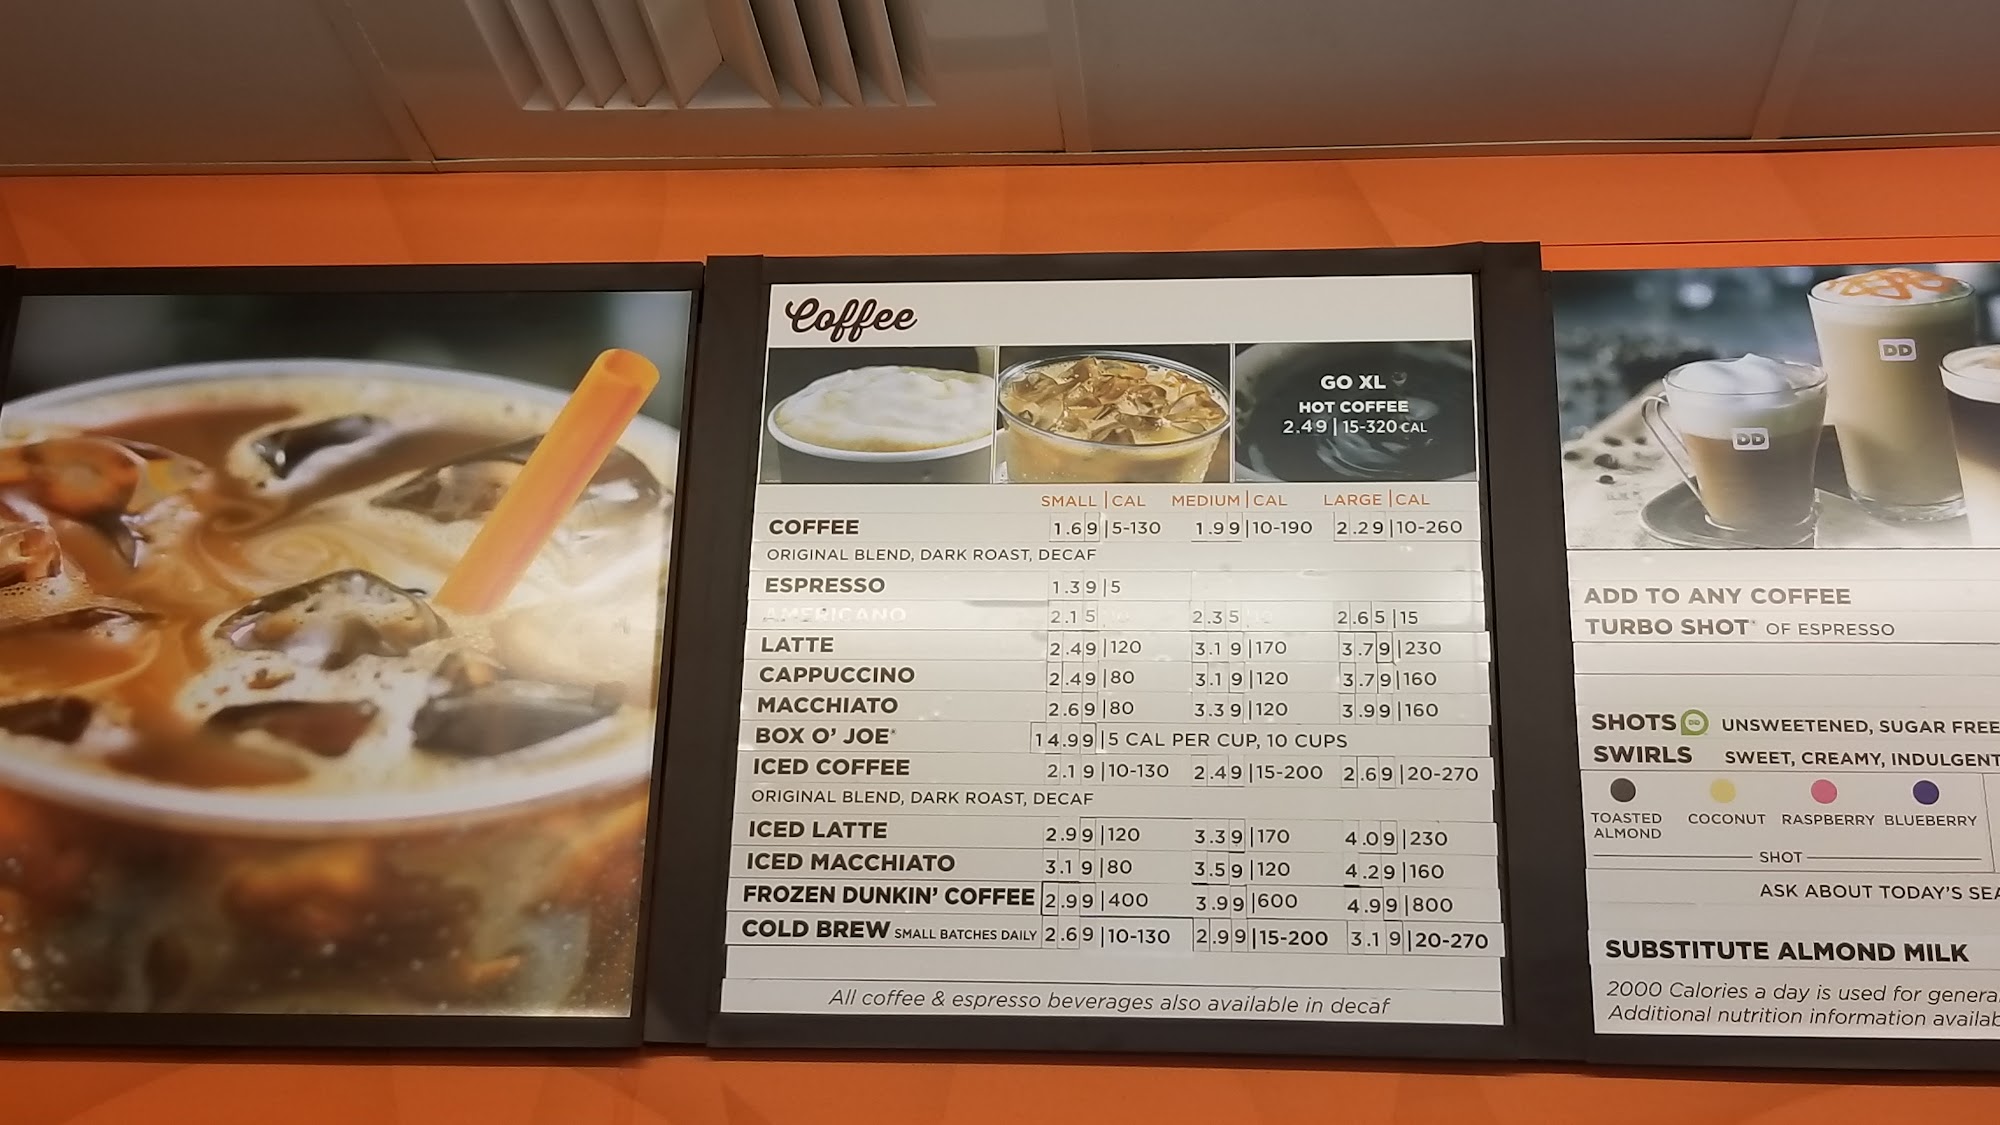 Coffee
GO XL
HOT COFFEE
2.49 | 15-320 CAL
SMALL | CAL MEDIUM | CAL LARGE | CAL
COFFEE 1.69 | 5-130 1.99 | 10-190 2.29 | 10-260
ORIGINAL BLEND, DARK ROAST, DECAF
ESPRESSO 1.39 | 5
AMERICANO 2.15 2.35 2.65 | 15
LATTE 2.49 | 120 3.19 | 170 3.79 | 230
CAPPUCCINO 2.49 | 80 3.19 | 120 3.79 | 160
MACCHIATO 2.69 | 80 3.39 | 120 3.99 | 160
BOX O' JOE® 14.99 | 5 CAL PER CUP, 10 CUPS
ICED COFFEE 2.19 | 10-130 2.49 | 15-200 2.69 | 20-270
ORIGINAL BLEND, DARK ROAST, DECAF
ICED LATTE 2.99 | 120 3.39 | 170 4.09 | 230
ICED MACCHIATO 3.19 | 80 3.59 | 120 4.29 | 160
FROZEN DUNKIN' COFFEE 2.99 | 400 3.99 | 600 4.99 | 800
COLD BREW SMALL BATCHES DAILY 2.69 | 10-130 2.99 | 15-200 3.19 | 20-270
All coffee & espresso beverages also available in decaf
DD
DD
ADD TO ANY COFFEE
TURBO SHOT® OF ESPRESSO
SHOTS DD UNSWEETENED, SUGAR FREE
SWIRLS SWEET, CREAMY, INDULGENT
TOASTED ALMOND COCONUT RASPBERRY BLUEBERRY
SHOT
ASK ABOUT TODAY'S
SUBSTITUTE ALMOND MILK
2000 Calories a day is used for
Additional nutrition information